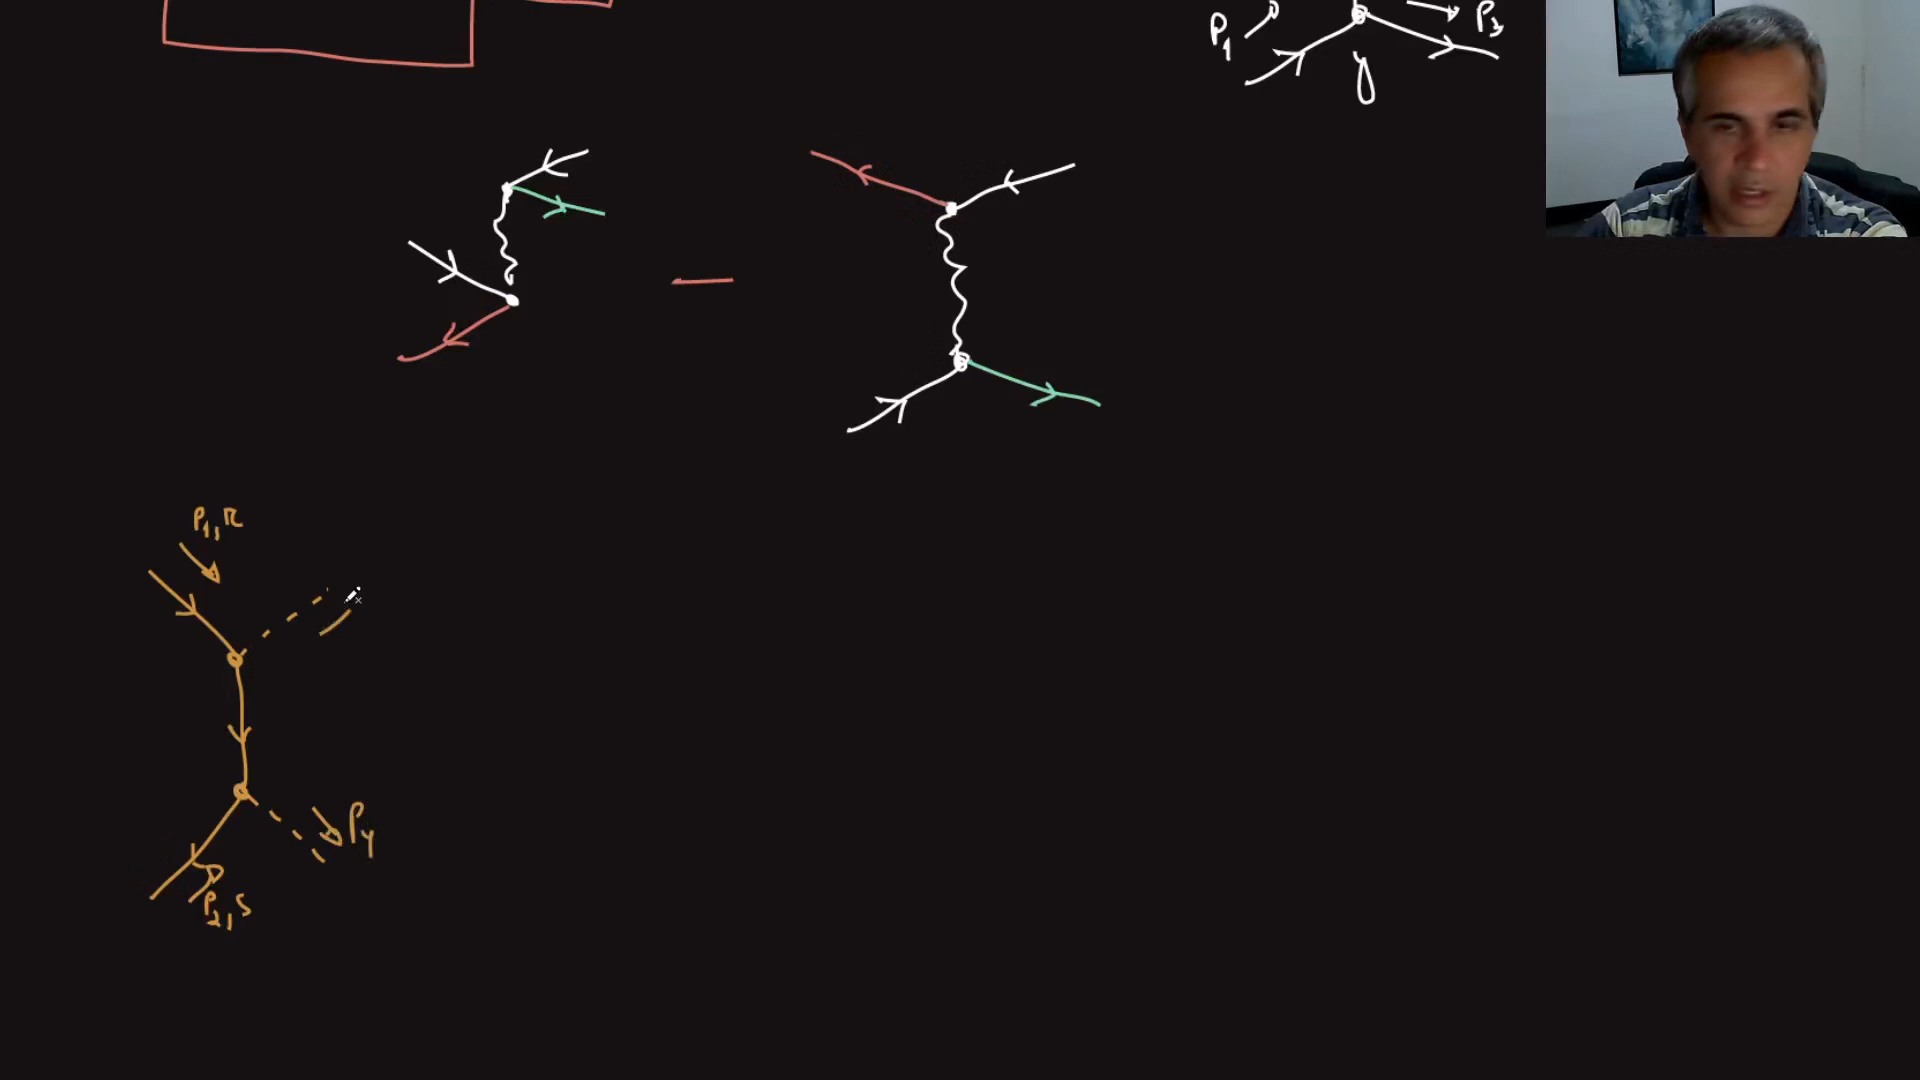 P₁ P₃
y
P₁, r
P₄
P₂, s